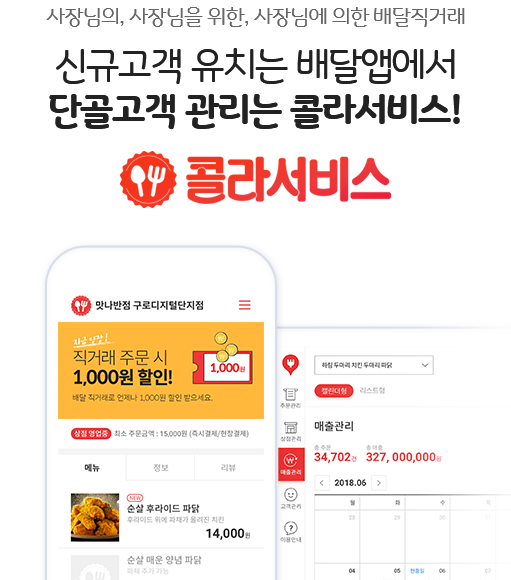 사장님의, 사장님을 위한, 사장님에 의한 배달직거래
신규고객 유치는 배달앱에서
단골고객 관리는 콜라서비스!
콜라서비스
맛나반점 구로디지털단지점
지금 당장!
직거래 주문 시
1,000원 할인!
1,000원
배달 직거래로 언제나 1,000원 할인 받으세요.
상점 영업중 최소 주문금액 : 15,000원 (즉시결제/현장결제)
메뉴 정보 리뷰
NEW
순살 후라이드 파닭
후라이드 위에 파채가 올려진 치킨
14,000원
순살 매운 양념 파닭
파채 추가 가능
주문관리
상점관리
매출관리
고객관리
이용안내
하림 두마리 치킨 두마리 파닭
캘린더형 리스트형
매출관리
총 주문 총 매출
34,702건 327,000,000원
2018.06
월 화 수
28 29 30
04 05 현충일 06